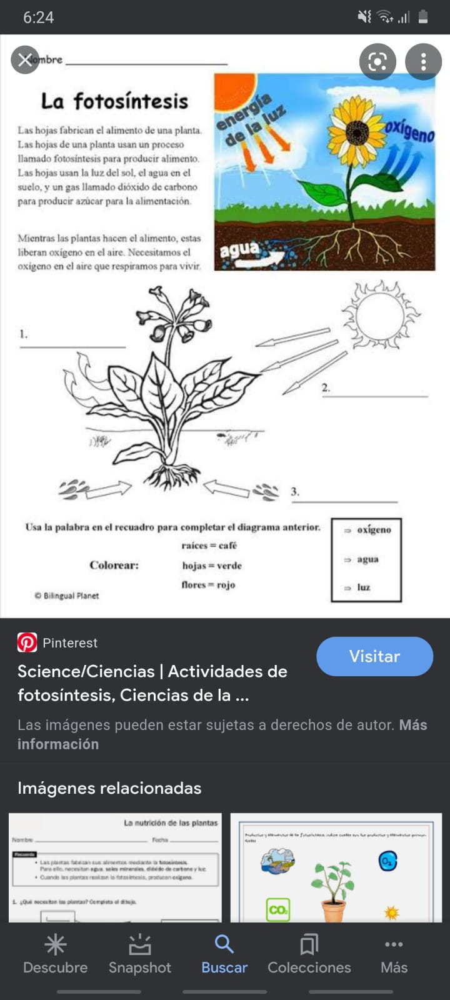 6:24
ombre
La fotosíntesis
Las hojas fabrican el alimento de una planta.
Las hojas de una planta usan un proceso
llamado fotosíntesis para producir alimento.
Las hojas usan la luz del sol, el agua en el
suelo, y un gas llamado dióxido de carbono
para producir azúcar para la alimentación.
Mientras las plantas hacen el alimento, estas
liberan oxígeno en el aire. Necesitamos el
oxígeno en el aire que respiramos para vivir.
energía
de la luz
oxígeno
agua
1.
2.
3.
Usa la palabra en el recuadro para completar el diagrama anterior.
raíces = café
Colorear: hojas = verde
flores = rojo
⇒ oxígeno
⇒ agua
⇒ luz
© Bilingual Planet
Pinterest
Visitar
Science/Ciencias | Actividades de
fotosíntesis, Ciencias de la ...
Las imágenes pueden estar sujetas a derechos de autor. Más
información
Imágenes relacionadas
La nutrición de las plantas
Nombre
Fecha
Recuerda
• Las plantas fabrican sus alimentos mediante la fotosíntesis.
Para ello, necesitan agua, sales minerales, dióxido de carbono y luz.
• Cuando las plantas realizan la fotosíntesis, producen oxígeno.
1. ¿Qué necesitan las plantas? Completa el dibujo.
O2
CO2
Descubre
Snapshot
Buscar
Colecciones
Más